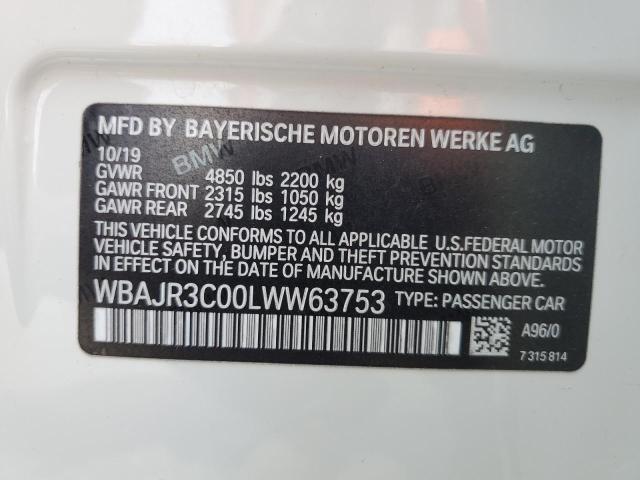 MFD BY BAYERISCHE MOTOREN WERKE AG
10/19
GVWR 4850 lbs 2200 kg
GAWR FRONT 2315 lbs 1050 kg
GAWR REAR 2745 lbs 1245 kg
THIS VEHICLE CONFORMS TO ALL APPLICABLE U.S.FEDERAL MOTOR
VEHICLE SAFETY, BUMPER AND THEFT PREVENTION STANDARDS
IN EFFECT ON THE DATE OF MANUFACTURE SHOWN ABOVE.
WBAJR3C00LWW63753 TYPE: PASSENGER CAR
A96/0
7 315 814